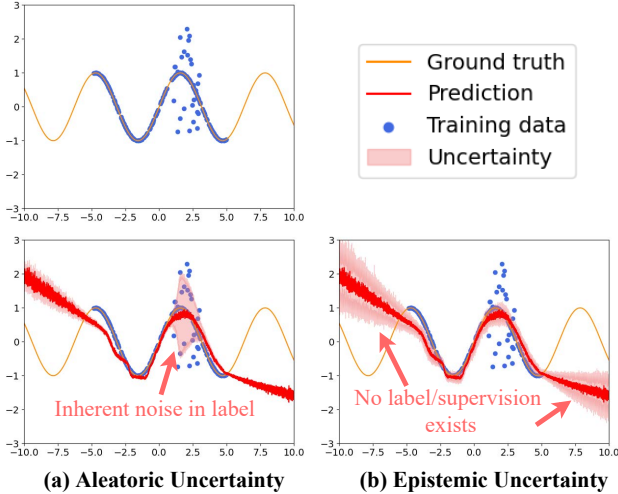 3
2
1
0
−1
−2
−3
−10.0 −7.5 −5.0 −2.5 0.0 2.5 5.0 7.5 10.0
Ground truth
Prediction
Training data
Uncertainty
3
2
1
0
−1
−2
−3
−10.0 −7.5 −5.0 −2.5 0.0 2.5 5.0 7.5 10.0
Inherent noise in label
(a) Aleatoric Uncertainty
3
2
1
0
−1
−2
−3
−10.0 −7.5 −5.0 −2.5 0.0 2.5 5.0 7.5 10.0
No label/supervision
exists
(b) Epistemic Uncertainty